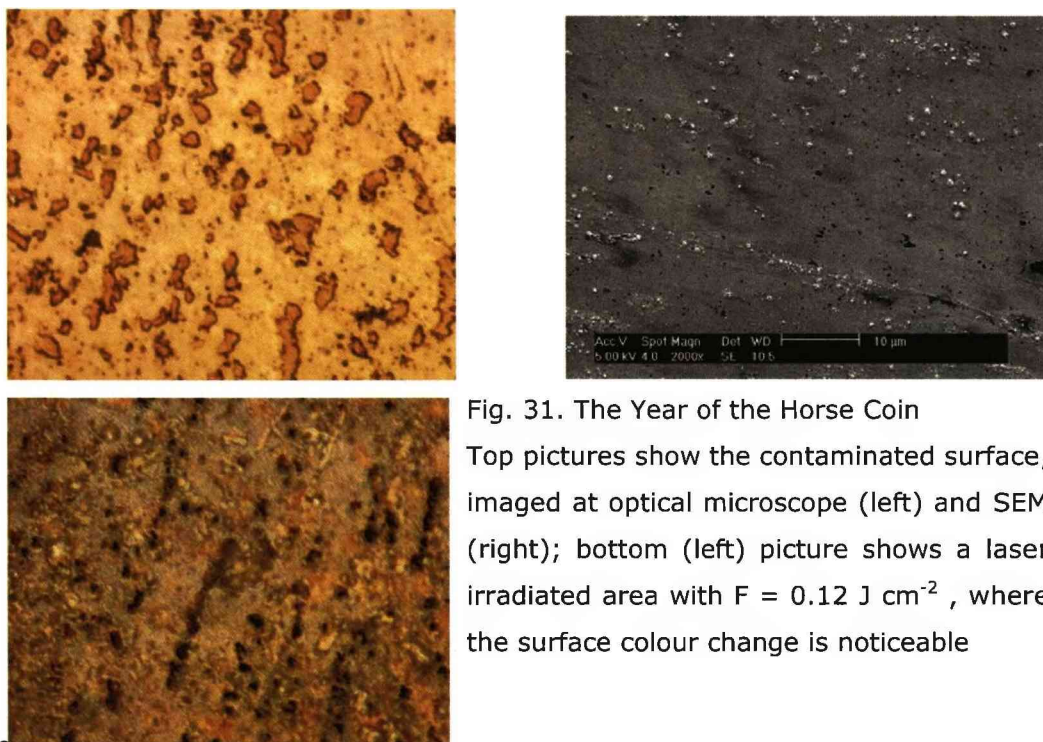 Acc.V Spot Magn Det WD 10 µm
5.00 kV 4.0 2000x SE 10.5
Fig. 31. The Year of the Horse Coin
Top pictures show the contaminated surface,
imaged at optical microscope (left) and SEM
(right); bottom (left) picture shows a laser
irradiated area with F = 0.12 J cm⁻² , where
the surface colour change is noticeable